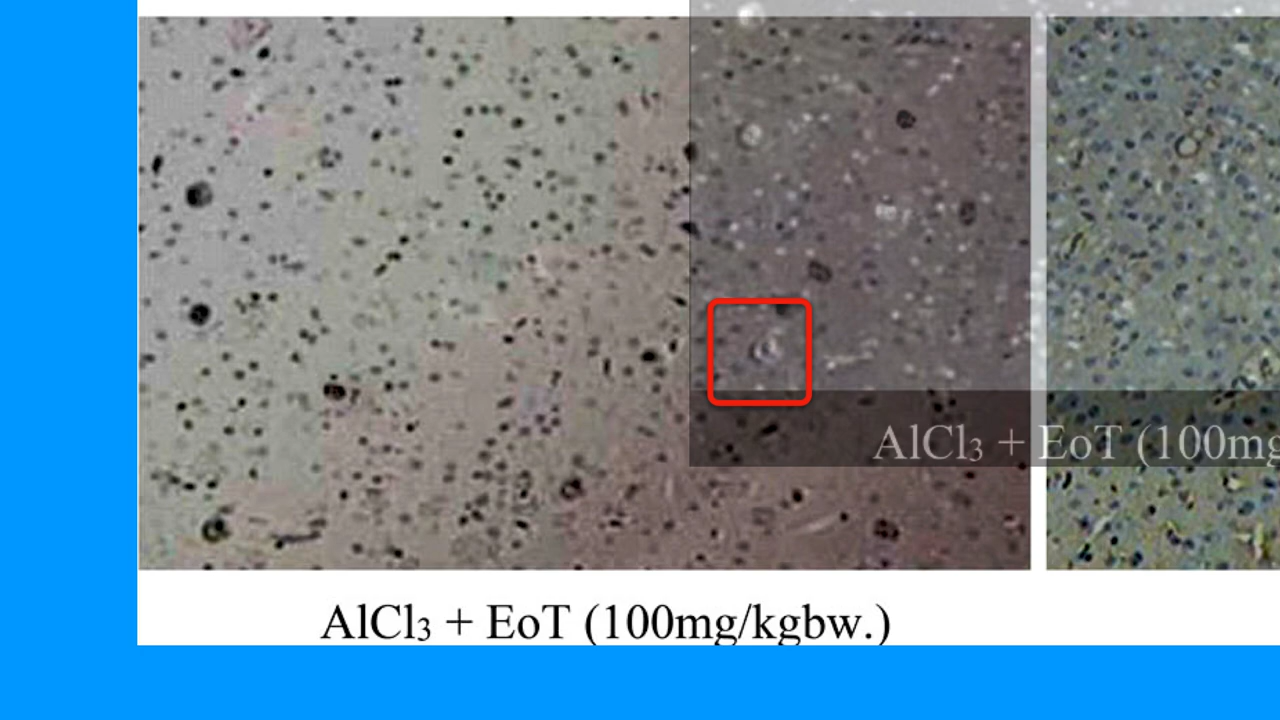 AlCl₃ + EoT (100mg
AlCl₃ + EoT (100mg/kgbw.)